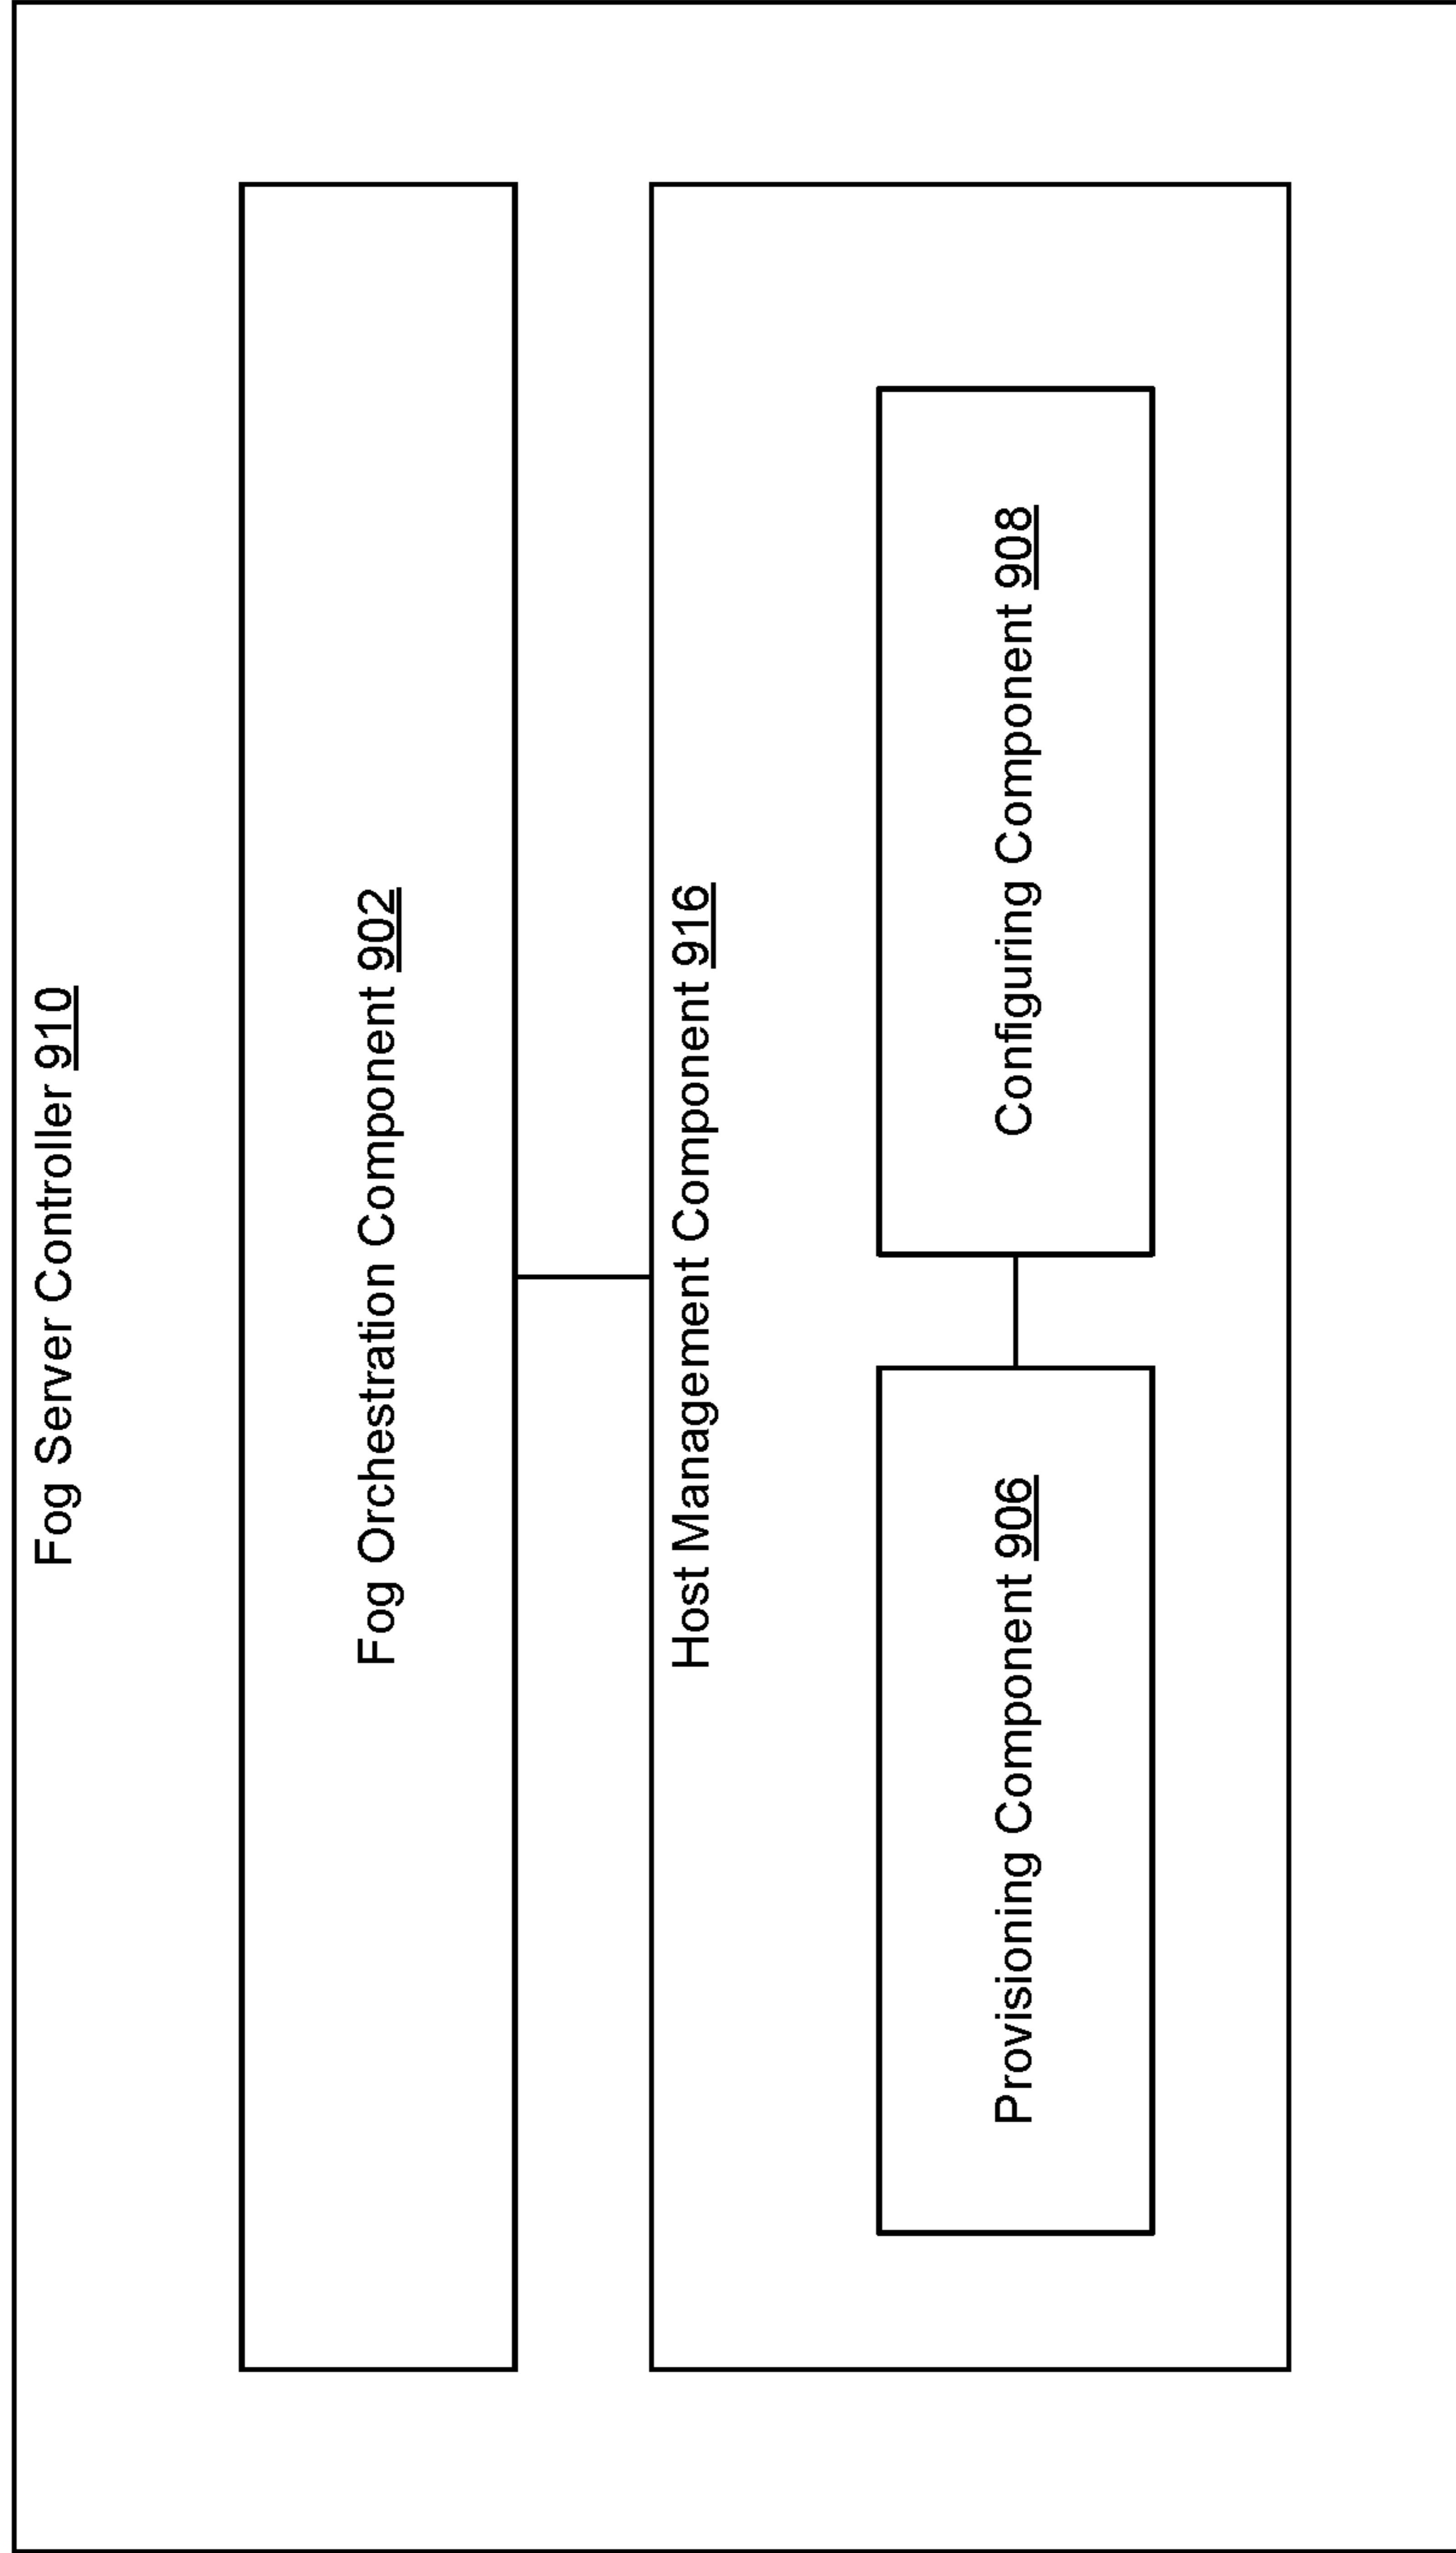 Fog Server Controller 910
Fog Orchestration Component 902
Host Management Component 916
Provisioning Component 906
Configuring Component 908